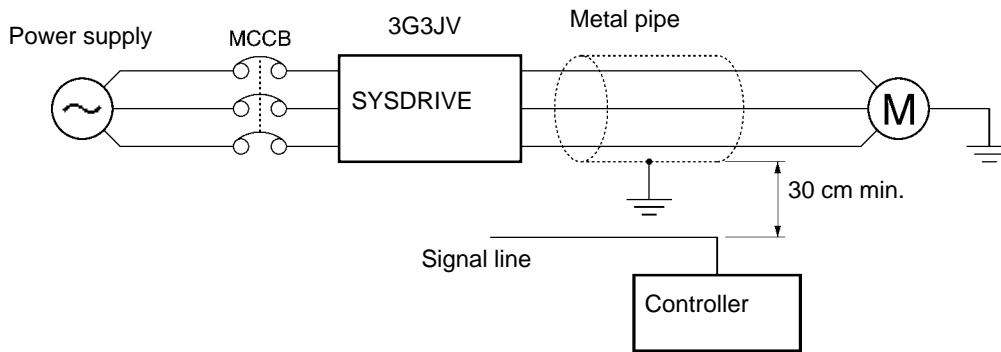 3G3JV
Metal pipe
Power supply
MCCB
SYSDRIVE
M
30 cm min.
Signal line
Controller